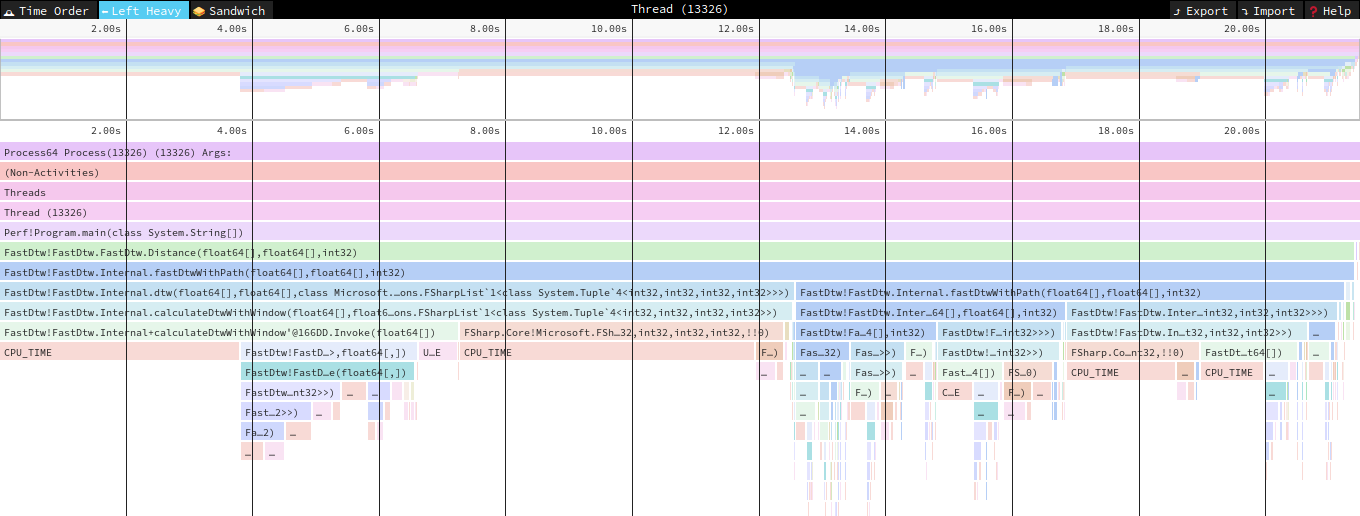 Time Order Left Heavy Sandwich Thread (13326) Export Import Help
2.00s 4.00s 6.00s 8.00s 10.00s 12.00s 14.00s 16.00s 18.00s 20.00s
2.00s 4.00s 6.00s 8.00s 10.00s 12.00s 14.00s 16.00s 18.00s 20.00s
Process64 Process(13326) (13326) Args:
(Non-Activities)
Threads
Thread (13326)
Perf!Program.main(class System.String[])
FastDtw!FastDtw.FastDtw.Distance(float64[],float64[],int32)
FastDtw!FastDtw.Internal.fastDtwWithPath(float64[],float64[],int32)
FastDtw!FastDtw.Internal.dtw(float64[],float64[],class Microsoft.…ons.FSharpList`1<class System.Tuple`4<int32,int32,int32,int32>>>) FastDtw!FastDtw.Internal.fastDtwWithPath(float64[],float64[],int32)
FastDtw!FastDtw.Internal.calculateDtwWithWindow(float64[],float6…ons.FSharpList`1<class System.Tuple`4<int32,int32,int32,int32>>) FastDtw!FastDtw.Inter…64[],float64[],int32) FastDtw!FastDtw.Inter…int32,int32,int32>>>)
FastDtw!FastDtw.Internal+calculateDtwWithWindow'@166DD.Invoke(float64[]) FSharp.Core!Microsoft.FSh…32,int32,int32,int32,!!0) FastDtw!Fa…4[],int32) FastDtw!F…int32>>) FastDtw!FastDtw.In…t32,int32,int32>>) …
CPU_TIME FastDtw!FastD…>,float64[,]) U…E CPU_TIME F…) Fas…32) Fas…>>) F…) FastDtw!…int32>>) FSharp.Co…nt32,!!0) FastDt…t64[]) …
FastDtw!FastD…e(float64[,]) … … … Fas…>>) … Fast…4[]) FS…0) CPU_TIME … CPU_TIME …
FastDtw…nt32>>) … … … F…) … C…E … F…) … …
Fast…2>>) … … … …
Fa…2) …
… …